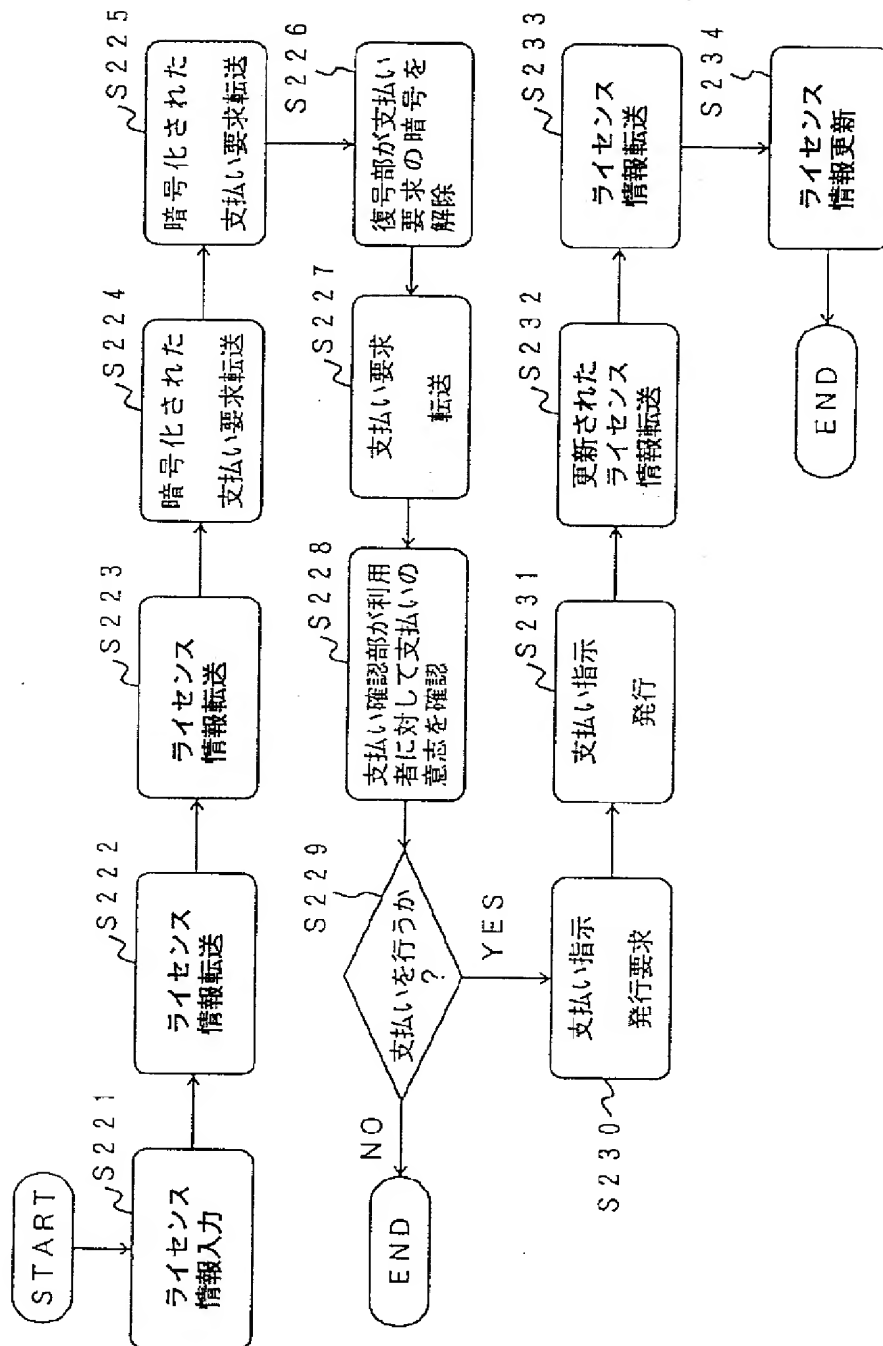 START
S221
ライセンス
情報入力
S222
ライセンス
情報転送
S223
ライセンス
情報転送
S224
暗号化された
支払い要求転送
S225
暗号化された
支払い要求転送
S226
復号部が支払い
要求の暗号を
解除
S227
支払い要求
転送
S228
支払い確認部が利用
者に対して支払いの
意志を確認
S229
支払いを行うか
?
NO
END
YES
S230
支払い指示
発行要求
S231
支払い指示
発行
S232
更新された
ライセンス
情報転送
S233
ライセンス
情報転送
S234
ライセンス
情報更新
END